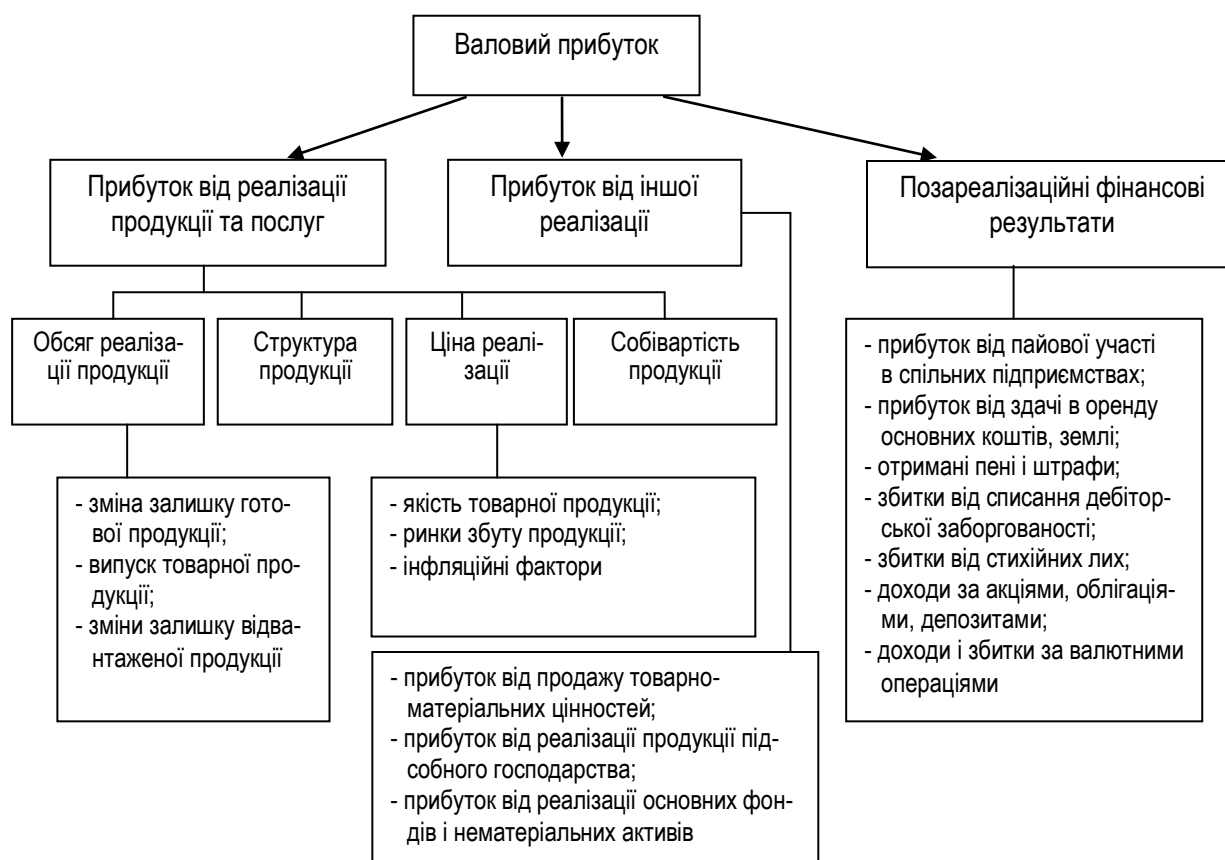 Валовий прибуток
Прибуток від реалізації
продукції та послуг
Прибуток від іншої
реалізації
Позареалізаційні фінансові
результати
Обсяг реаліза-
ції продукції
Структура
продукції
Ціна реалі-
зації
Собівартість
продукції
- зміна залишку гото-
вої продукції;
- випуск товарної про-
дукції;
- зміни залишку відва-
нтаженої продукції
- якість товарної продукції;
- ринки збуту продукції;
- інфляційні фактори
- прибуток від продажу товарно-
матеріальних цінностей;
- прибуток від реалізації продукції під-
собного господарства;
- прибуток від реалізації основних фон-
дів і нематеріальних активів
- прибуток від пайової участі
в спільних підприємствах;
- прибуток від здачі в оренду
основних коштів, землі;
- отримані пені і штрафи;
- збитки від списання дебітор-
ської заборгованості;
- збитки від стихійних лих;
- доходи за акціями, облігація-
ми, депозитами;
- доходи і збитки за валютними
операціями